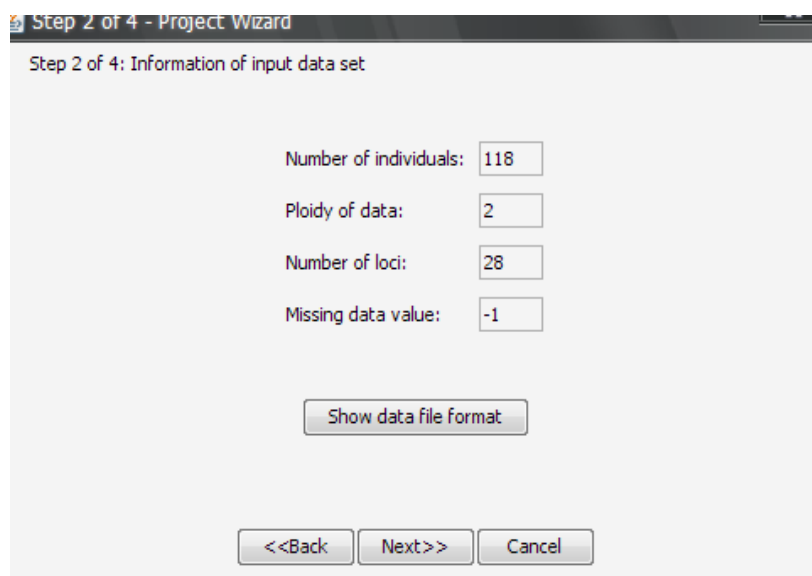 Step 2 of 4 - Project Wizard
Step 2 of 4: Information of input data set
Number of individuals: 118
Ploidy of data: 2
Number of loci: 28
Missing data value: -1
Show data file format
<<Back Next>> Cancel